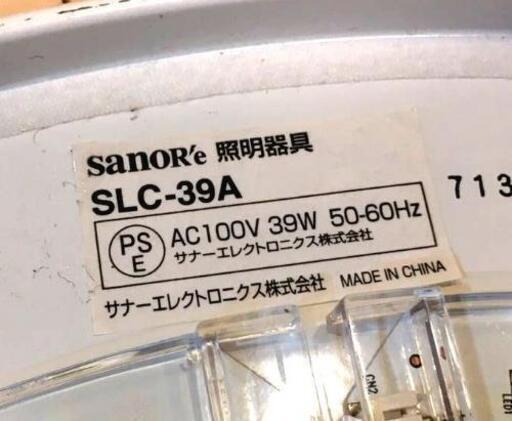 sanoR'e 照明器具
SLC-39A
PS
E
AC100V 39W 50-60Hz
サナーエレクトロニクス株式会社
サナーエレクトロニクス株式会社 MADE IN CHINA
713
CN2
LED1